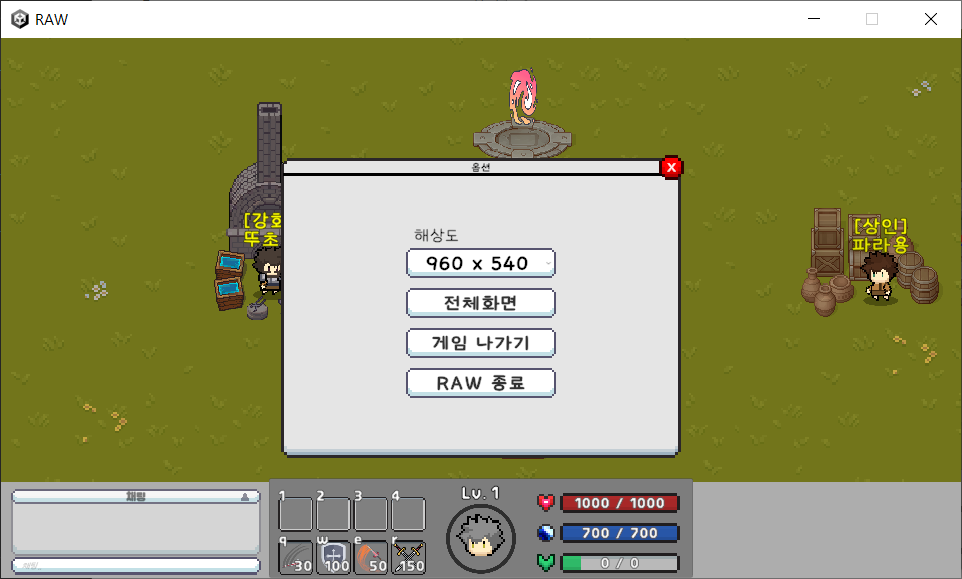 RAW
옵션
X
[강화
뚜초
[상인]
파라용
해상도
960 x 540
전체화면
게임 나가기
RAW 종료
채팅
채팅..
1 2 3 4
q 30 w 100 e 50 r 150
Lv. 1
1000 / 1000
700 / 700
0 / 0